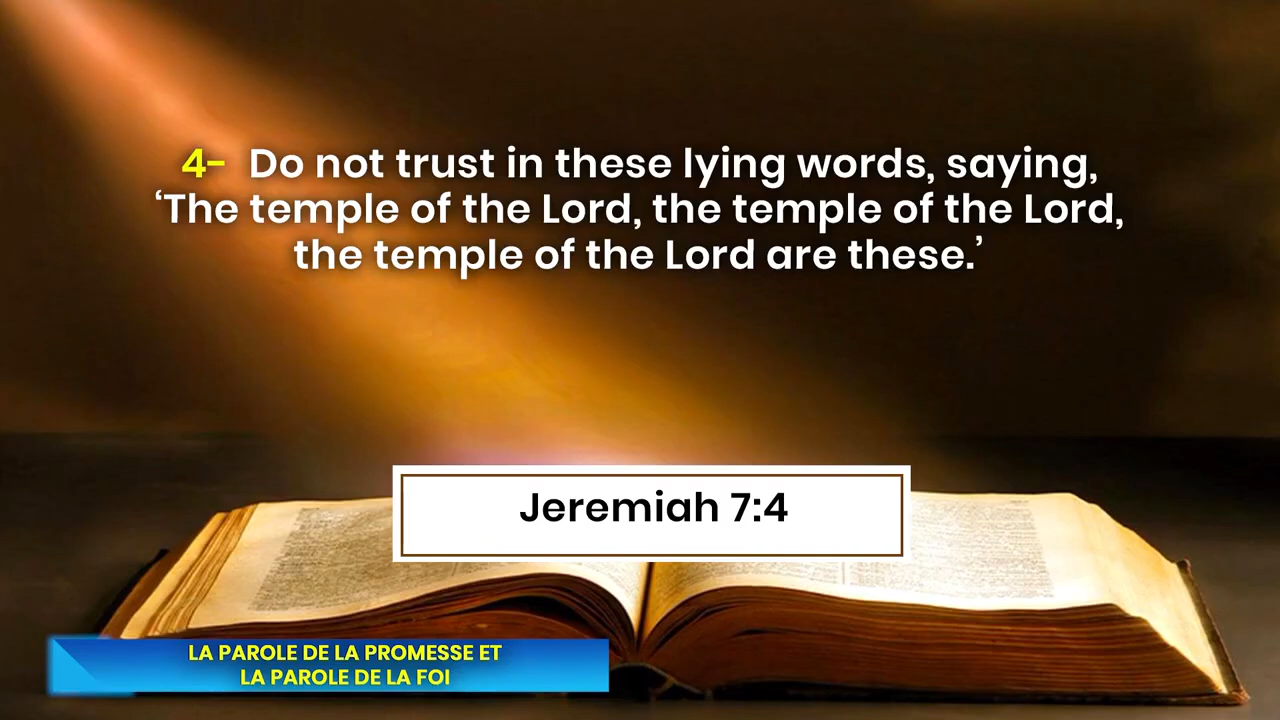 4- Do not trust in these lying words, saying,
‘The temple of the Lord, the temple of the Lord,
the temple of the Lord are these.’
Jeremiah 7:4
LA PAROLE DE LA PROMESSE ET
LA PAROLE DE LA FOI